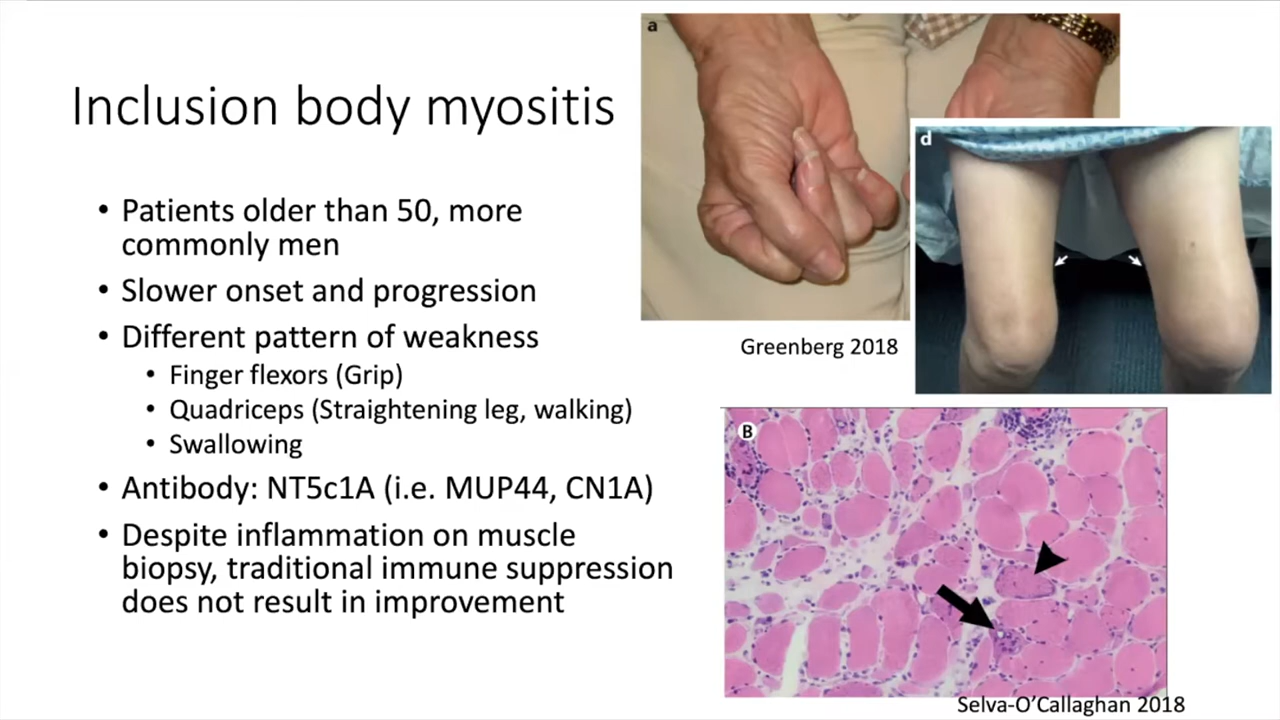 Inclusion body myositis
• Patients older than 50, more
commonly men
• Slower onset and progression
• Different pattern of weakness
• Finger flexors (Grip)
• Quadriceps (Straightening leg, walking)
• Swallowing
• Antibody: NT5c1A (i.e. MUP44, CN1A)
• Despite inflammation on muscle
biopsy, traditional immune suppression
does not result in improvement
a
d
Greenberg 2018
B
Selva-O'Callaghan 2018